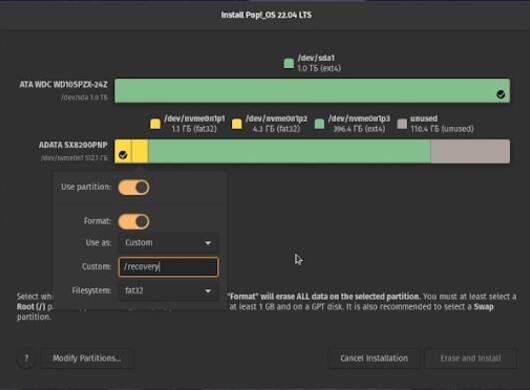 Install Pop!_OS 22.04 LTS
/dev/sda1
1.0 ТБ (ext4)
ATA WDC WD10SPZX-24Z
/dev/sda 1.0 ТБ
/dev/nvme0n1p1
1.1 ГБ (fat32)
/dev/nvme0n1p2
4.3 ГБ (fat32)
/dev/nvme0n1p3
396.4 ГБ (ext4)
unused
110.4 ГБ (unused)
ADATA SX8200PNP
/dev/nvme0n1 512.1 ГБ
Use partition:
Format:
Use as: Custom
Custom: /recovery
Filesystem: fat32
Select wh
"Format" will erase ALL data on the selected partition. You must at least select a
Root (/) p
at least 1 GB and on a GPT disk. It is also recommended to select a Swap
partition.
? Modify Partitions... Cancel Installation Erase and Install